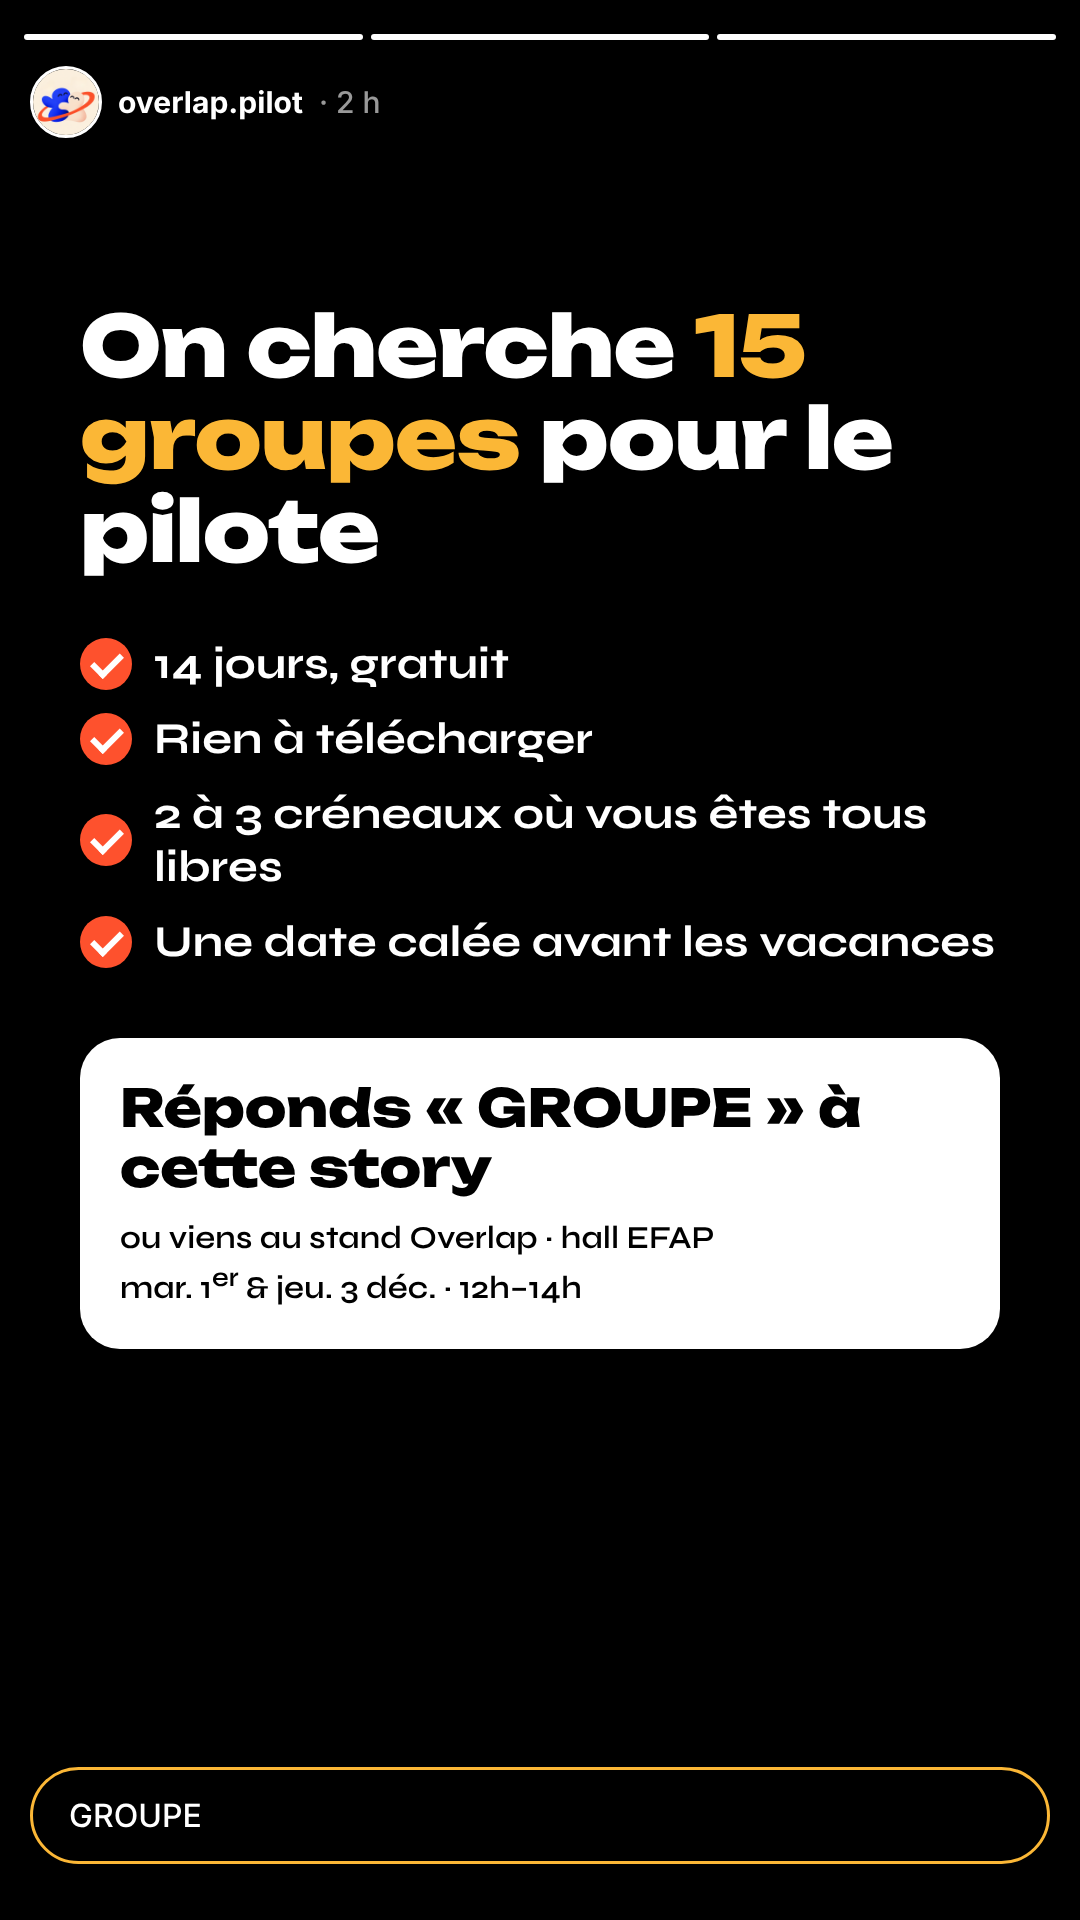 overlap.pilot · 2 h
On cherche 15
groupes pour le
pilote
14 jours, gratuit
Rien à télécharger
2 à 3 créneaux où vous êtes tous
libres
Une date calée avant les vacances
Réponds « GROUPE » à
cette story
ou viens au stand Overlap · hall EFAP
mar. 1er & jeu. 3 déc. · 12h–14h
GROUPE